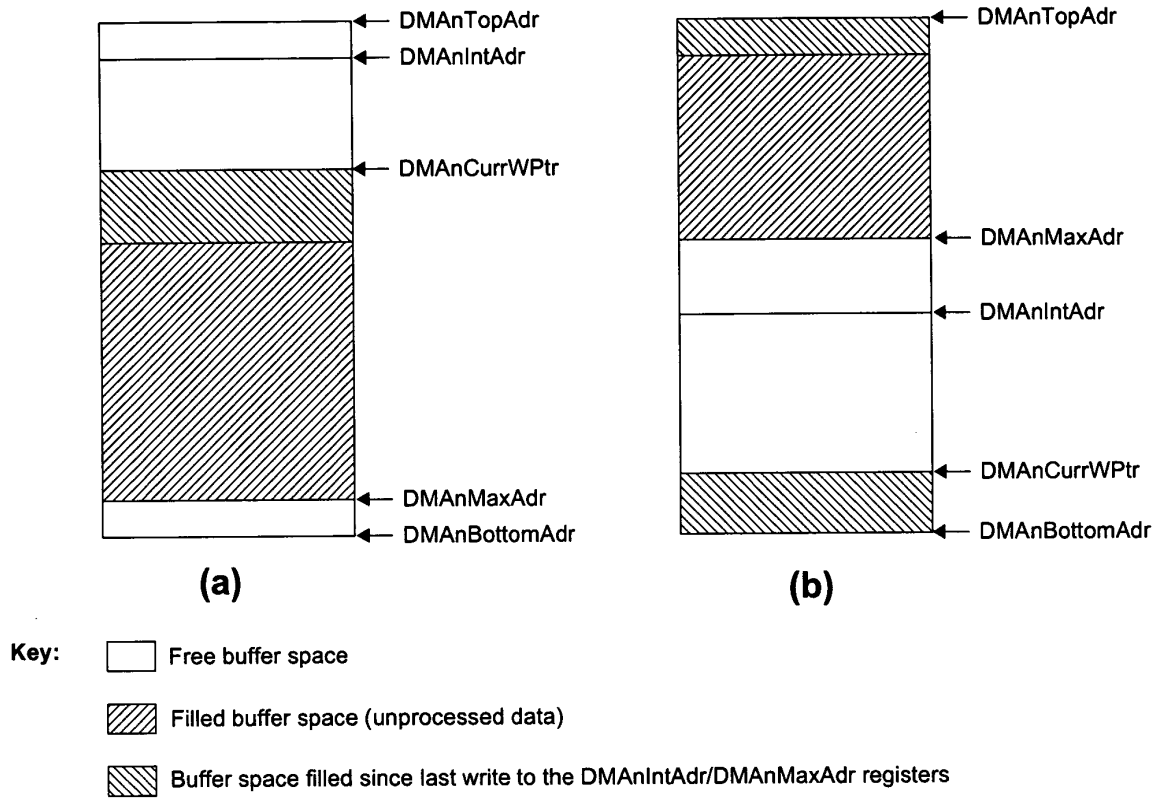 DMAnTopAdr
DMAnIntAdr
DMAnCurrWPtr
DMAnMaxAdr
DMAnBottomAdr
(a)
DMAnTopAdr
DMAnMaxAdr
DMAnIntAdr
DMAnCurrWPtr
DMAnBottomAdr
(b)
Key:
Free buffer space
Filled buffer space (unprocessed data)
Buffer space filled since last write to the DMAnIntAdr/DMAnMaxAdr registers